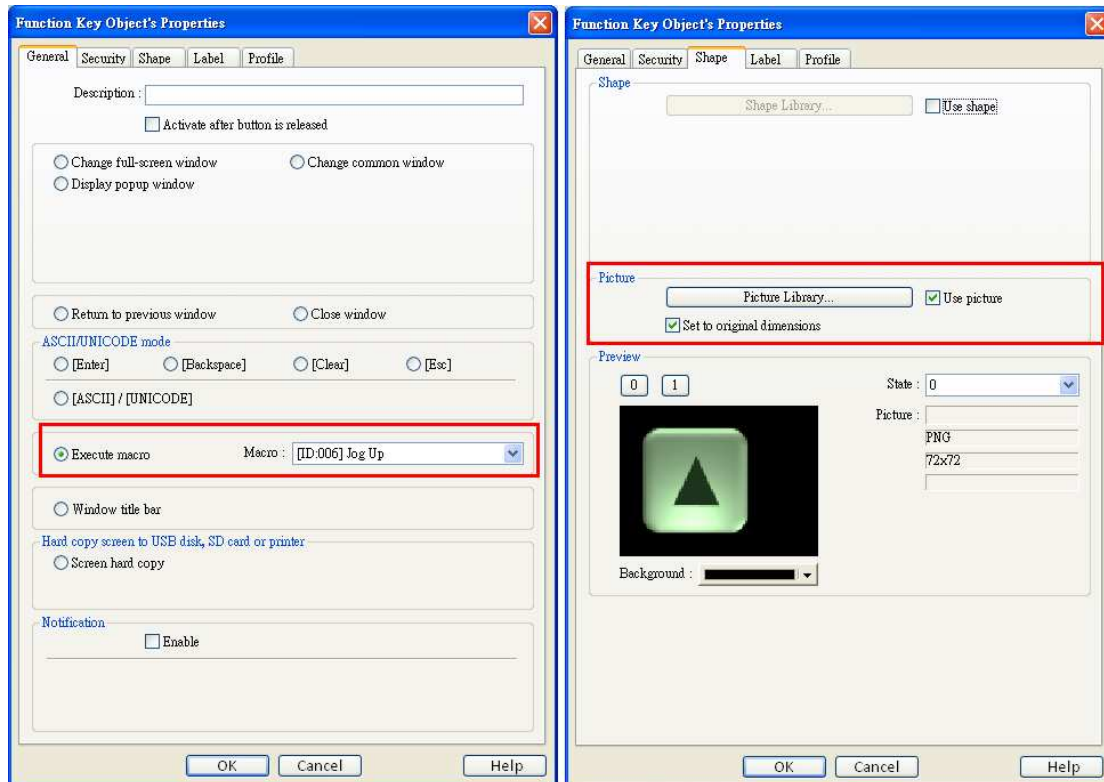 Function Key Object's Properties
General Security Shape Label Profile
Description :
Activate after button is released
Change full-screen window Change common window
Display popup window
Return to previous window Close window
ASCII/UNICODE mode
[Enter] [Backspace] [Clear] [Esc]
[ASCII] / [UNICODE]
Execute macro Macro : [ID:006] Jog Up
Window title bar
Hard copy screen to USB disk, SD card or printer
Screen hard copy
Notification
Enable
OK Cancel Help
Function Key Object's Properties
General Security Shape Label Profile
Shape
Shape Library... Use shape
Picture
Picture Library... Use picture
Set to original dimensions
Preview
0 1 State : 0
Picture :
PNG
72x72
Background :
OK Cancel Help